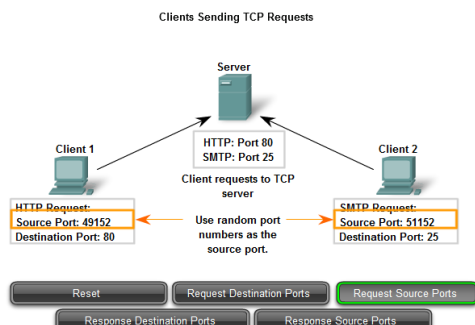 Clients Sending TCP Requests
Server
HTTP: Port 80
SMTP: Port 25
Client 1
Client 2
Client requests to TCP
server
HTTP Request:
Source Port: 49152
Destination Port: 80
Use random port
numbers as the
source port.
SMTP Request:
Source Port: 51152
Destination Port: 25
Reset
Request Destination Ports
Request Source Ports
Response Destination Ports
Response Source Ports